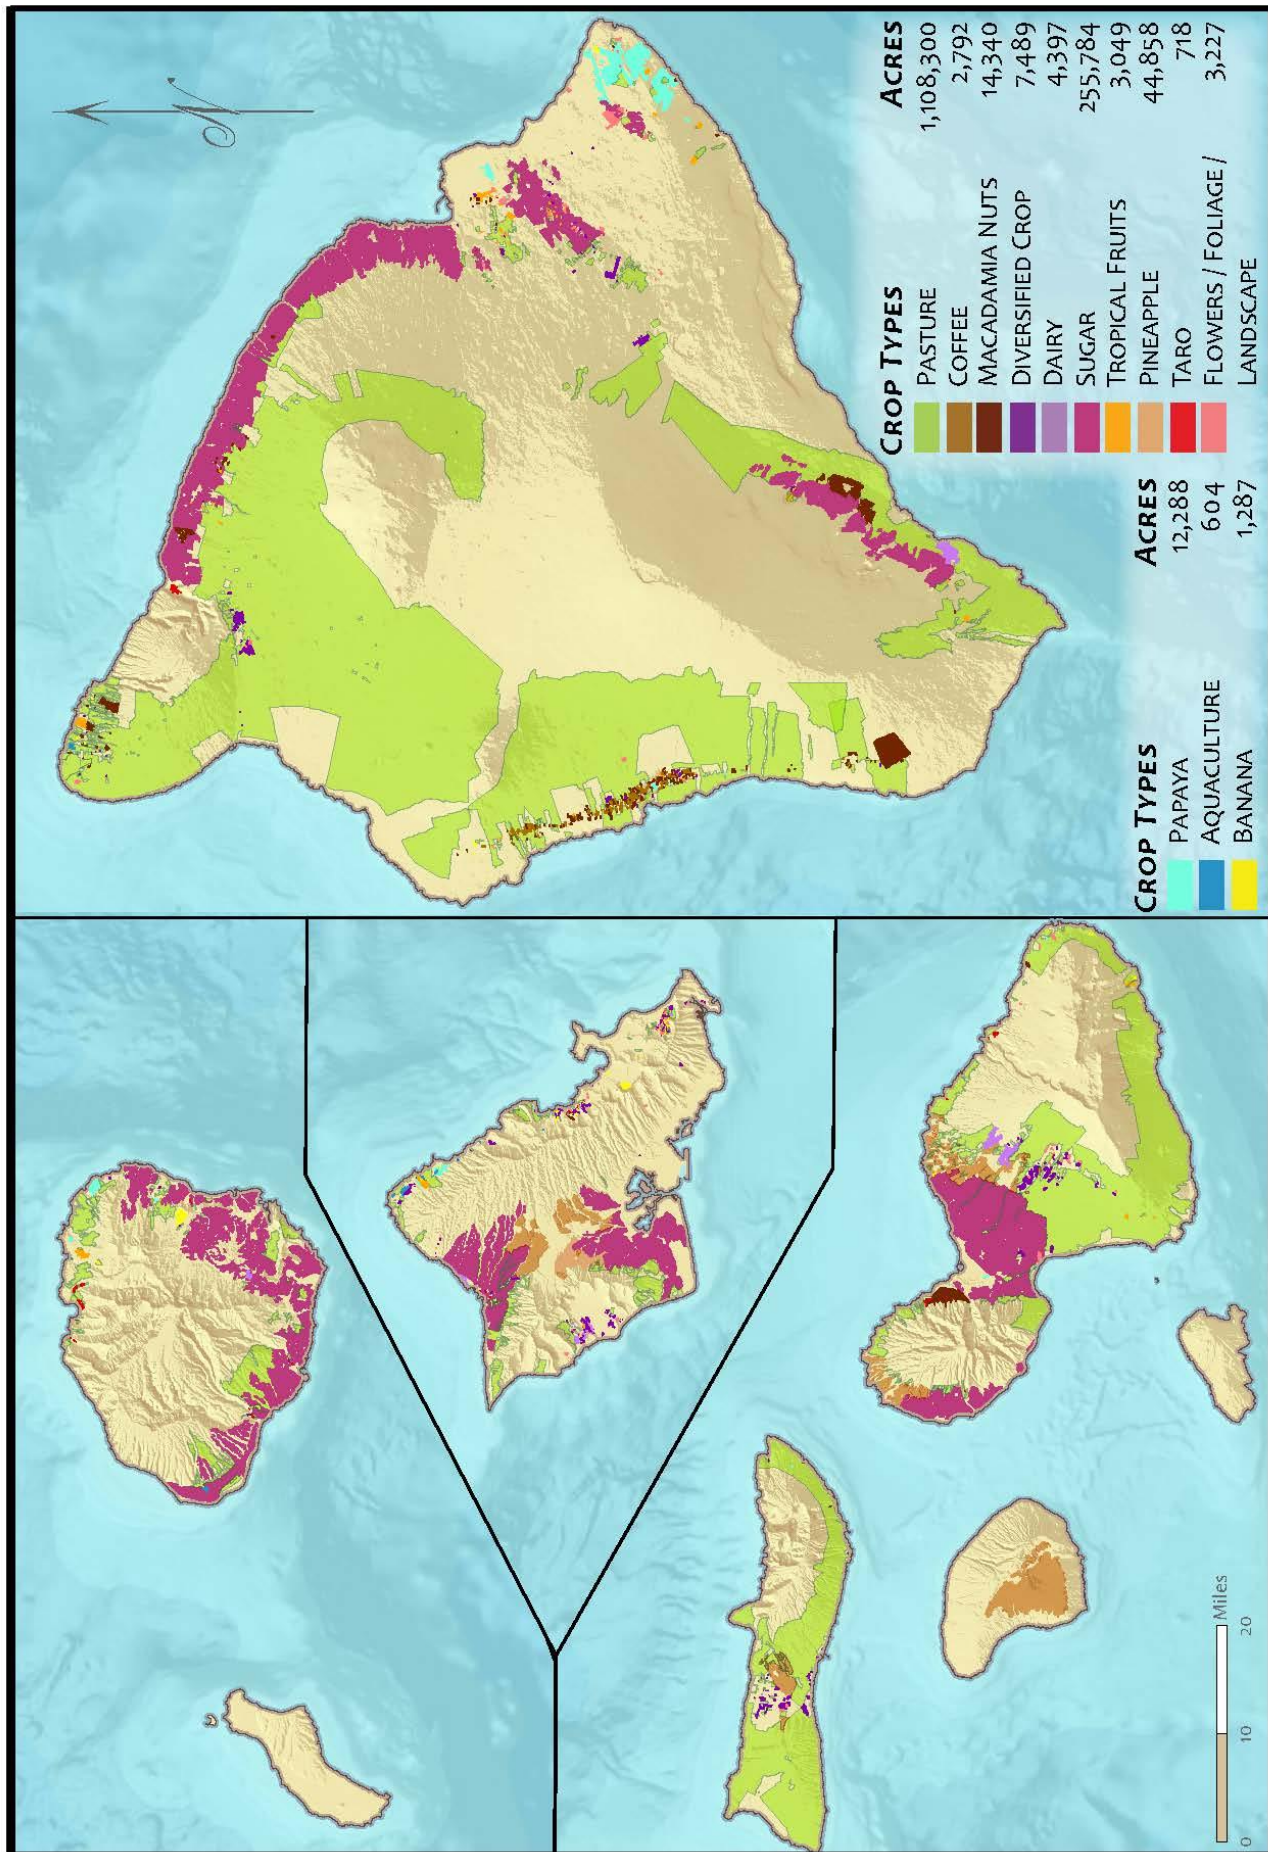 CROP TYPES ACRES
PASTURE 1,108,300
COFFEE 2,792
MACADAMIA NUTS 14,340
DIVERSIFIED CROP 7,489
DAIRY 4,397
SUGAR 255,784
TROPICAL FRUITS 3,049
PINEAPPLE 44,858
TARO 718
FLOWERS / FOLIAGE / LANDSCAPE 3,227
CROP TYPES ACRES
PAPAYA 12,288
AQUACULTURE 604
BANANA 1,287
0 10 20 Miles
N